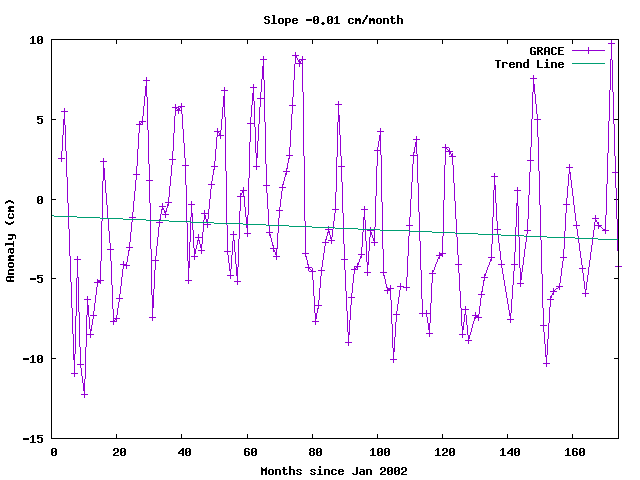 Slope -0.01 cm/month
GRACE
Trend Line
10
5
0
-5
-10
-15
Anomaly (cm)
0 20 40 60 80 100 120 140 160
Months since Jan 2002